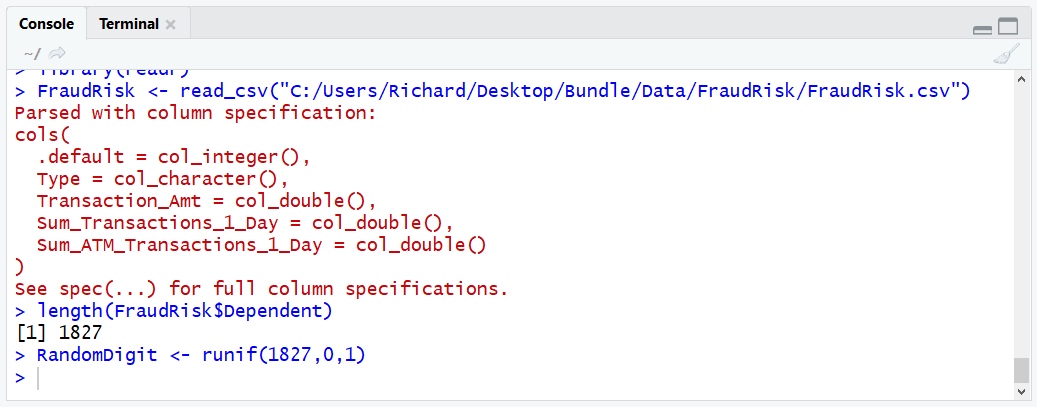 Console Terminal
~/
> library(readr)
> FraudRisk <- read_csv("C:/Users/Richard/Desktop/Bundle/Data/FraudRisk/FraudRisk.csv")
Parsed with column specification:
cols(
  .default = col_integer(),
  Type = col_character(),
  Transaction_Amt = col_double(),
  Sum_Transactions_1_Day = col_double(),
  Sum_ATM_Transactions_1_Day = col_double()
)
See spec(...) for full column specifications.
> length(FraudRisk$Dependent)
[1] 1827
> RandomDigit <- runif(1827,0,1)
>